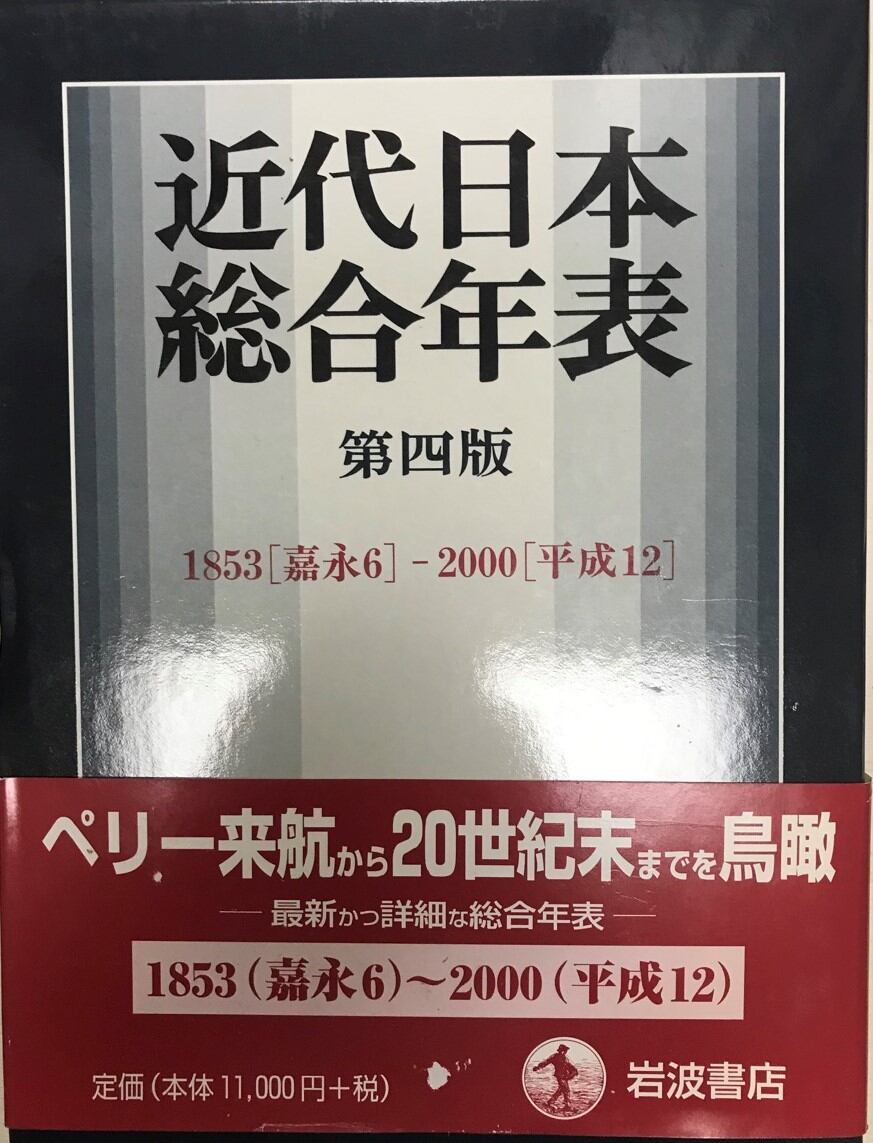 近代日本
総合年表
第四版
1853[嘉永6]-2000[平成12]
ペリー来航から20世紀末までを鳥瞰
最新かつ詳細な総合年表
1853(嘉永6)～2000(平成12)
定価(本体11,000円+税)
岩波書店